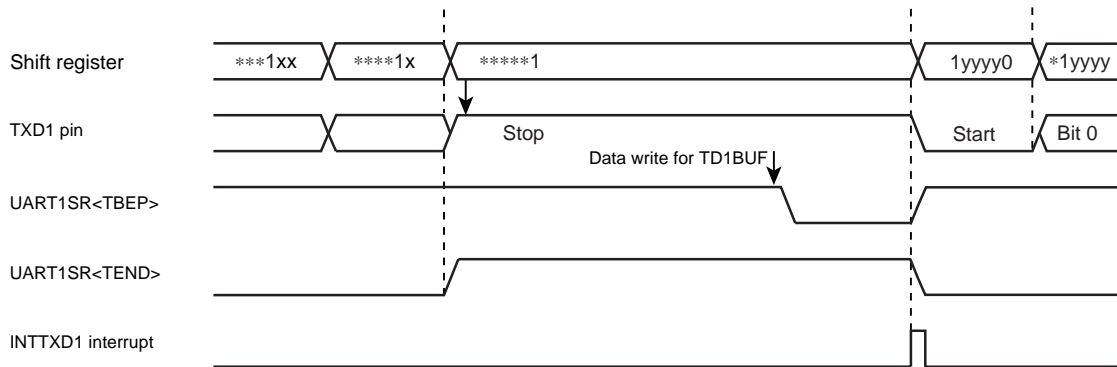 Shift register ***1xx ****1x *****1 1yyyy0 *1yyyy
TXD1 pin Stop Start Bit 0
Data write for TD1BUF
UART1SR<TBEP>
UART1SR<TEND>
INTTXD1 interrupt